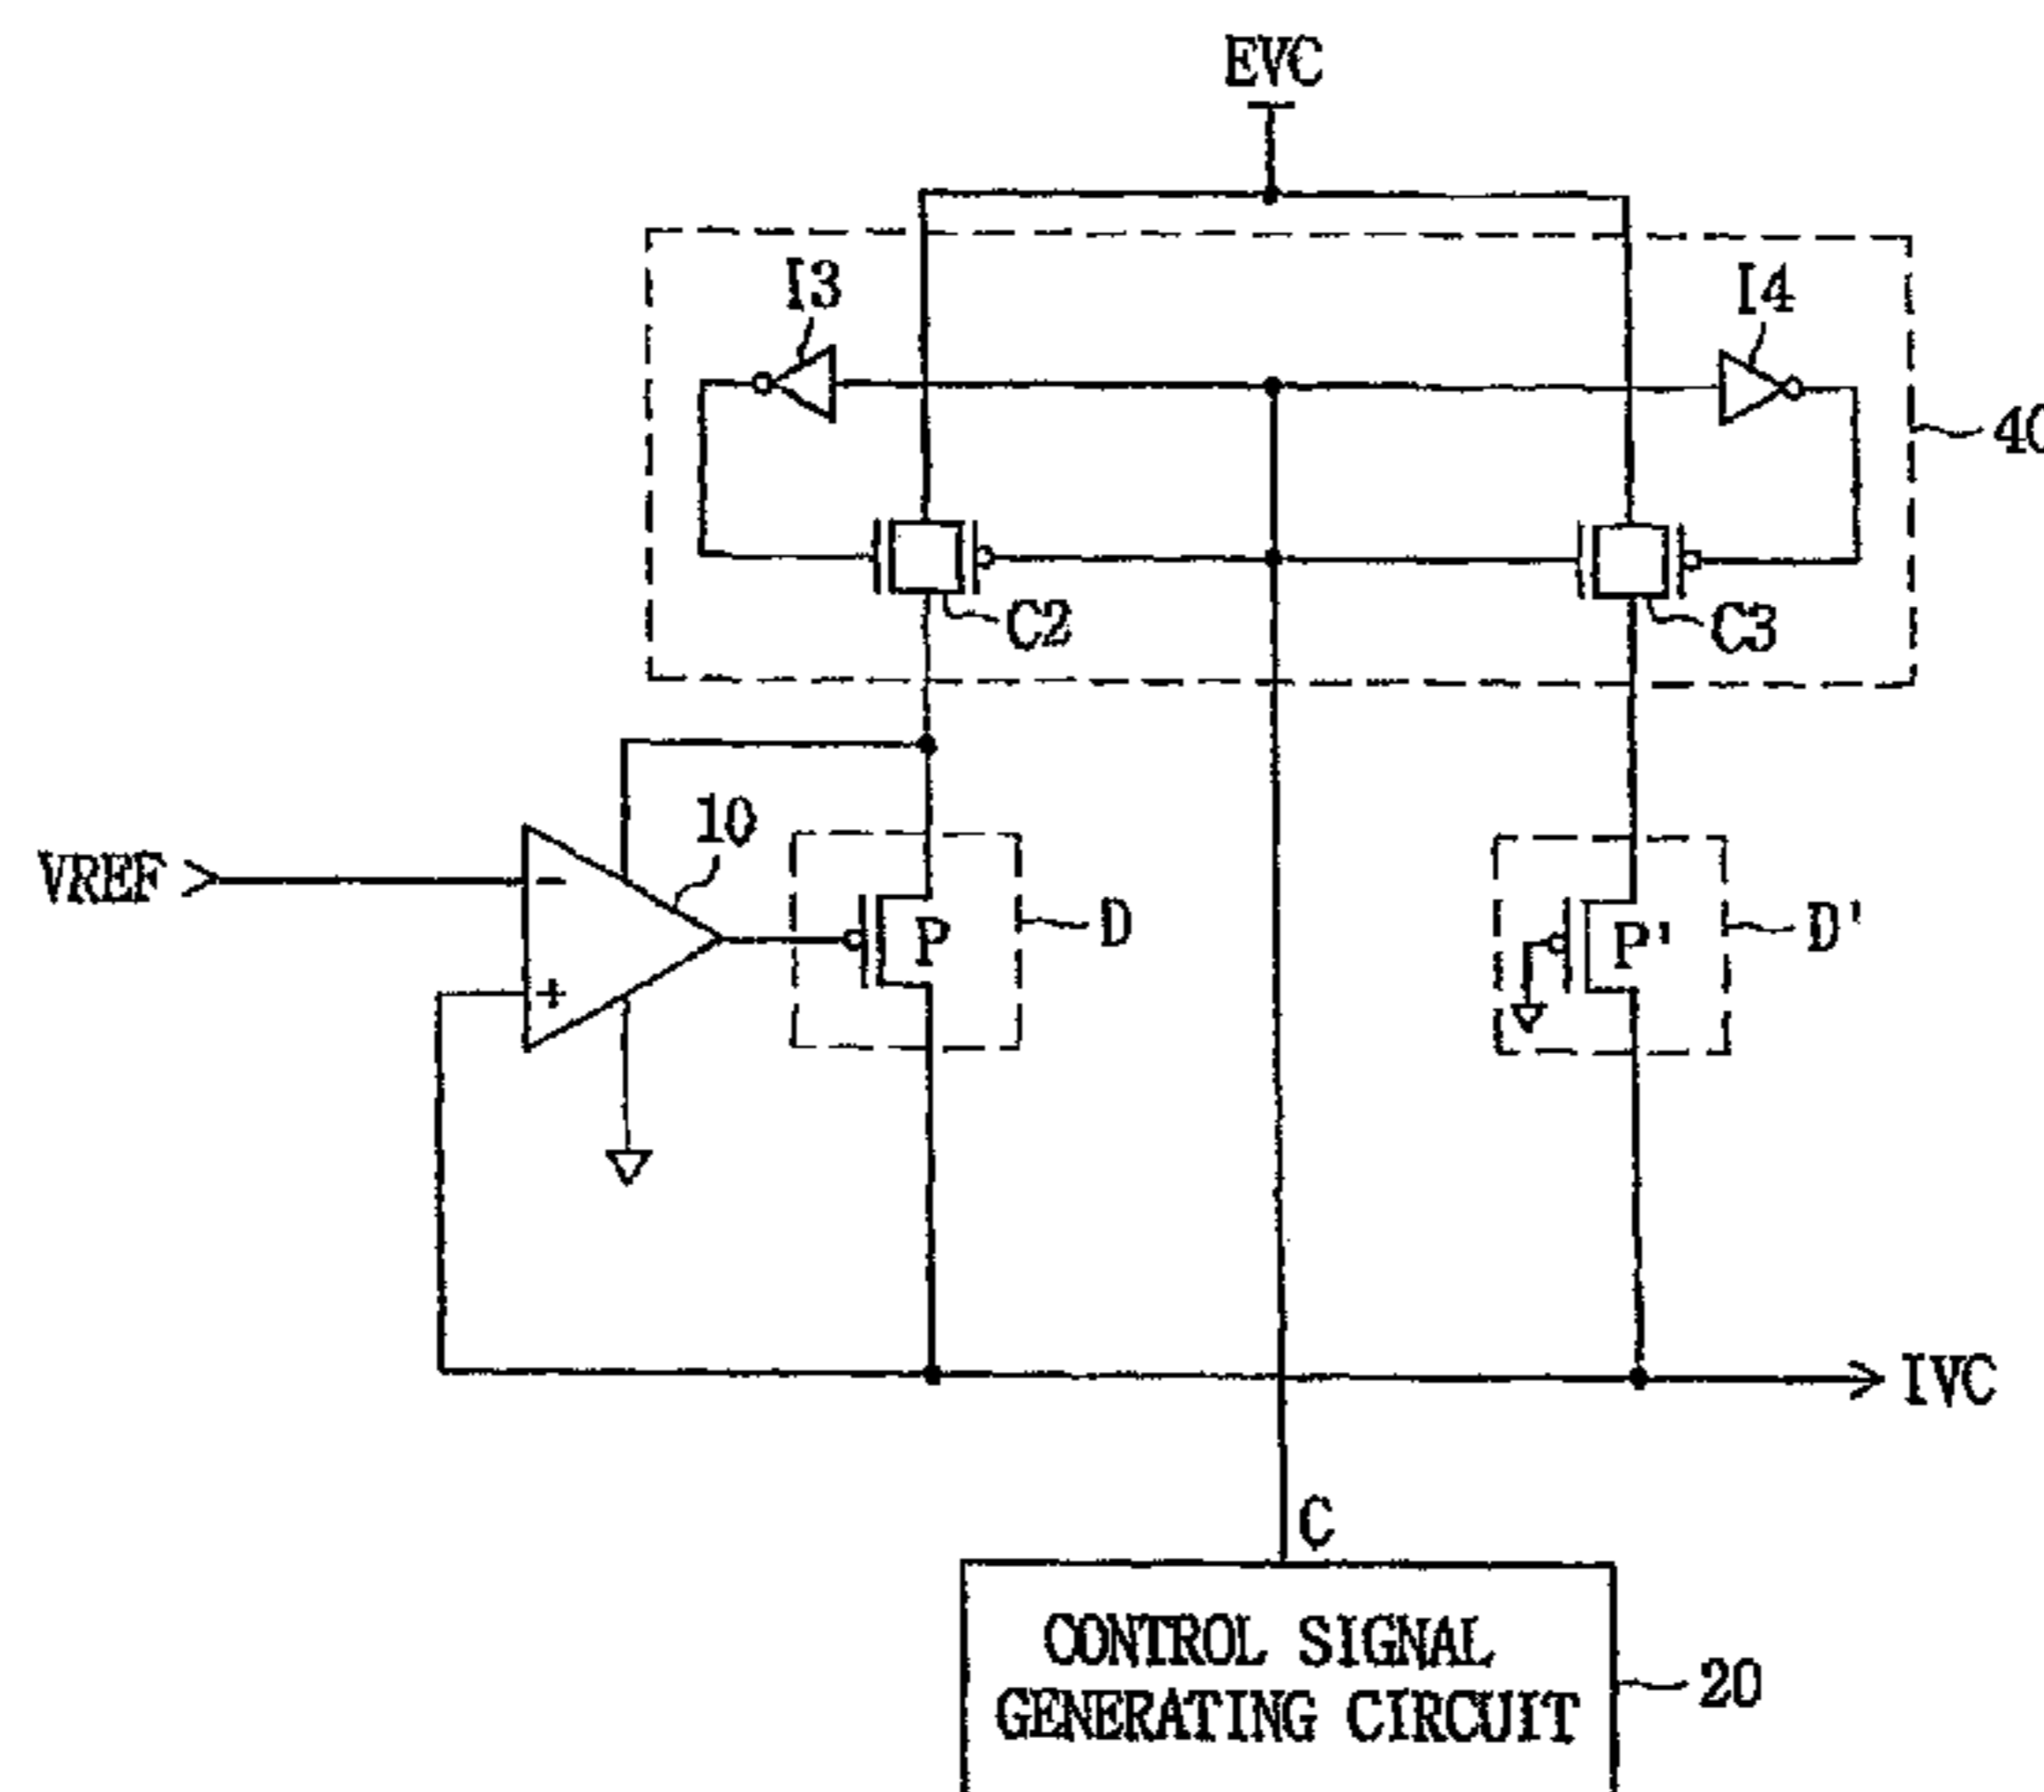 EVC
I3
I4
40
C2
C3
10
VREF
-
+
P
D
P'
D'
IVC
C
CONTROL SIGNAL
GENERATING CIRCUIT
20